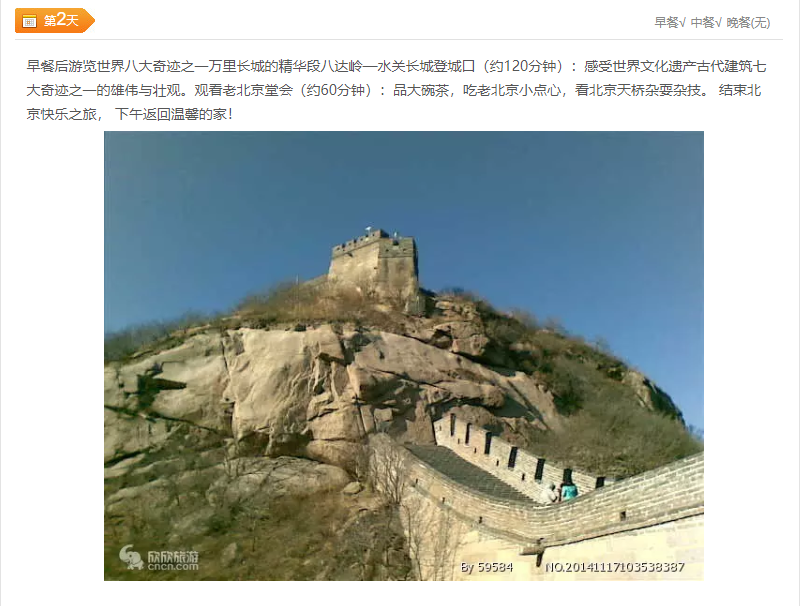 第2天
早餐√ 中餐√ 晚餐(无)
早餐后游览世界八大奇迹之一万里长城的精华段八达岭—水关长城登城口（约120分钟）：感受世界文化遗产古代建筑七
大奇迹之一的雄伟与壮观。观看老北京堂会（约60分钟）：品大碗茶，吃老北京小点心，看北京天桥杂耍杂技。 结束北
京快乐之旅， 下午返回温馨的家！
欣欣旅游
cncn.com
By 59584 NO.20141117103538387